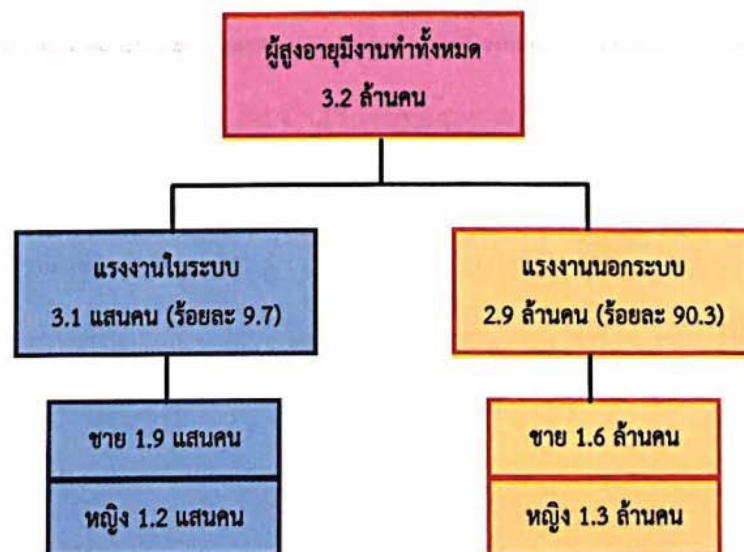 ผู้สูงอายุมีงานทำทั้งหมด
3.2 ล้านคน
แรงงานในระบบ
3.1 แสนคน (ร้อยละ 9.7)
แรงงานนอกระบบ
2.9 ล้านคน (ร้อยละ 90.3)
ชาย 1.9 แสนคน
หญิง 1.2 แสนคน
ชาย 1.6 ล้านคน
หญิง 1.3 ล้านคน